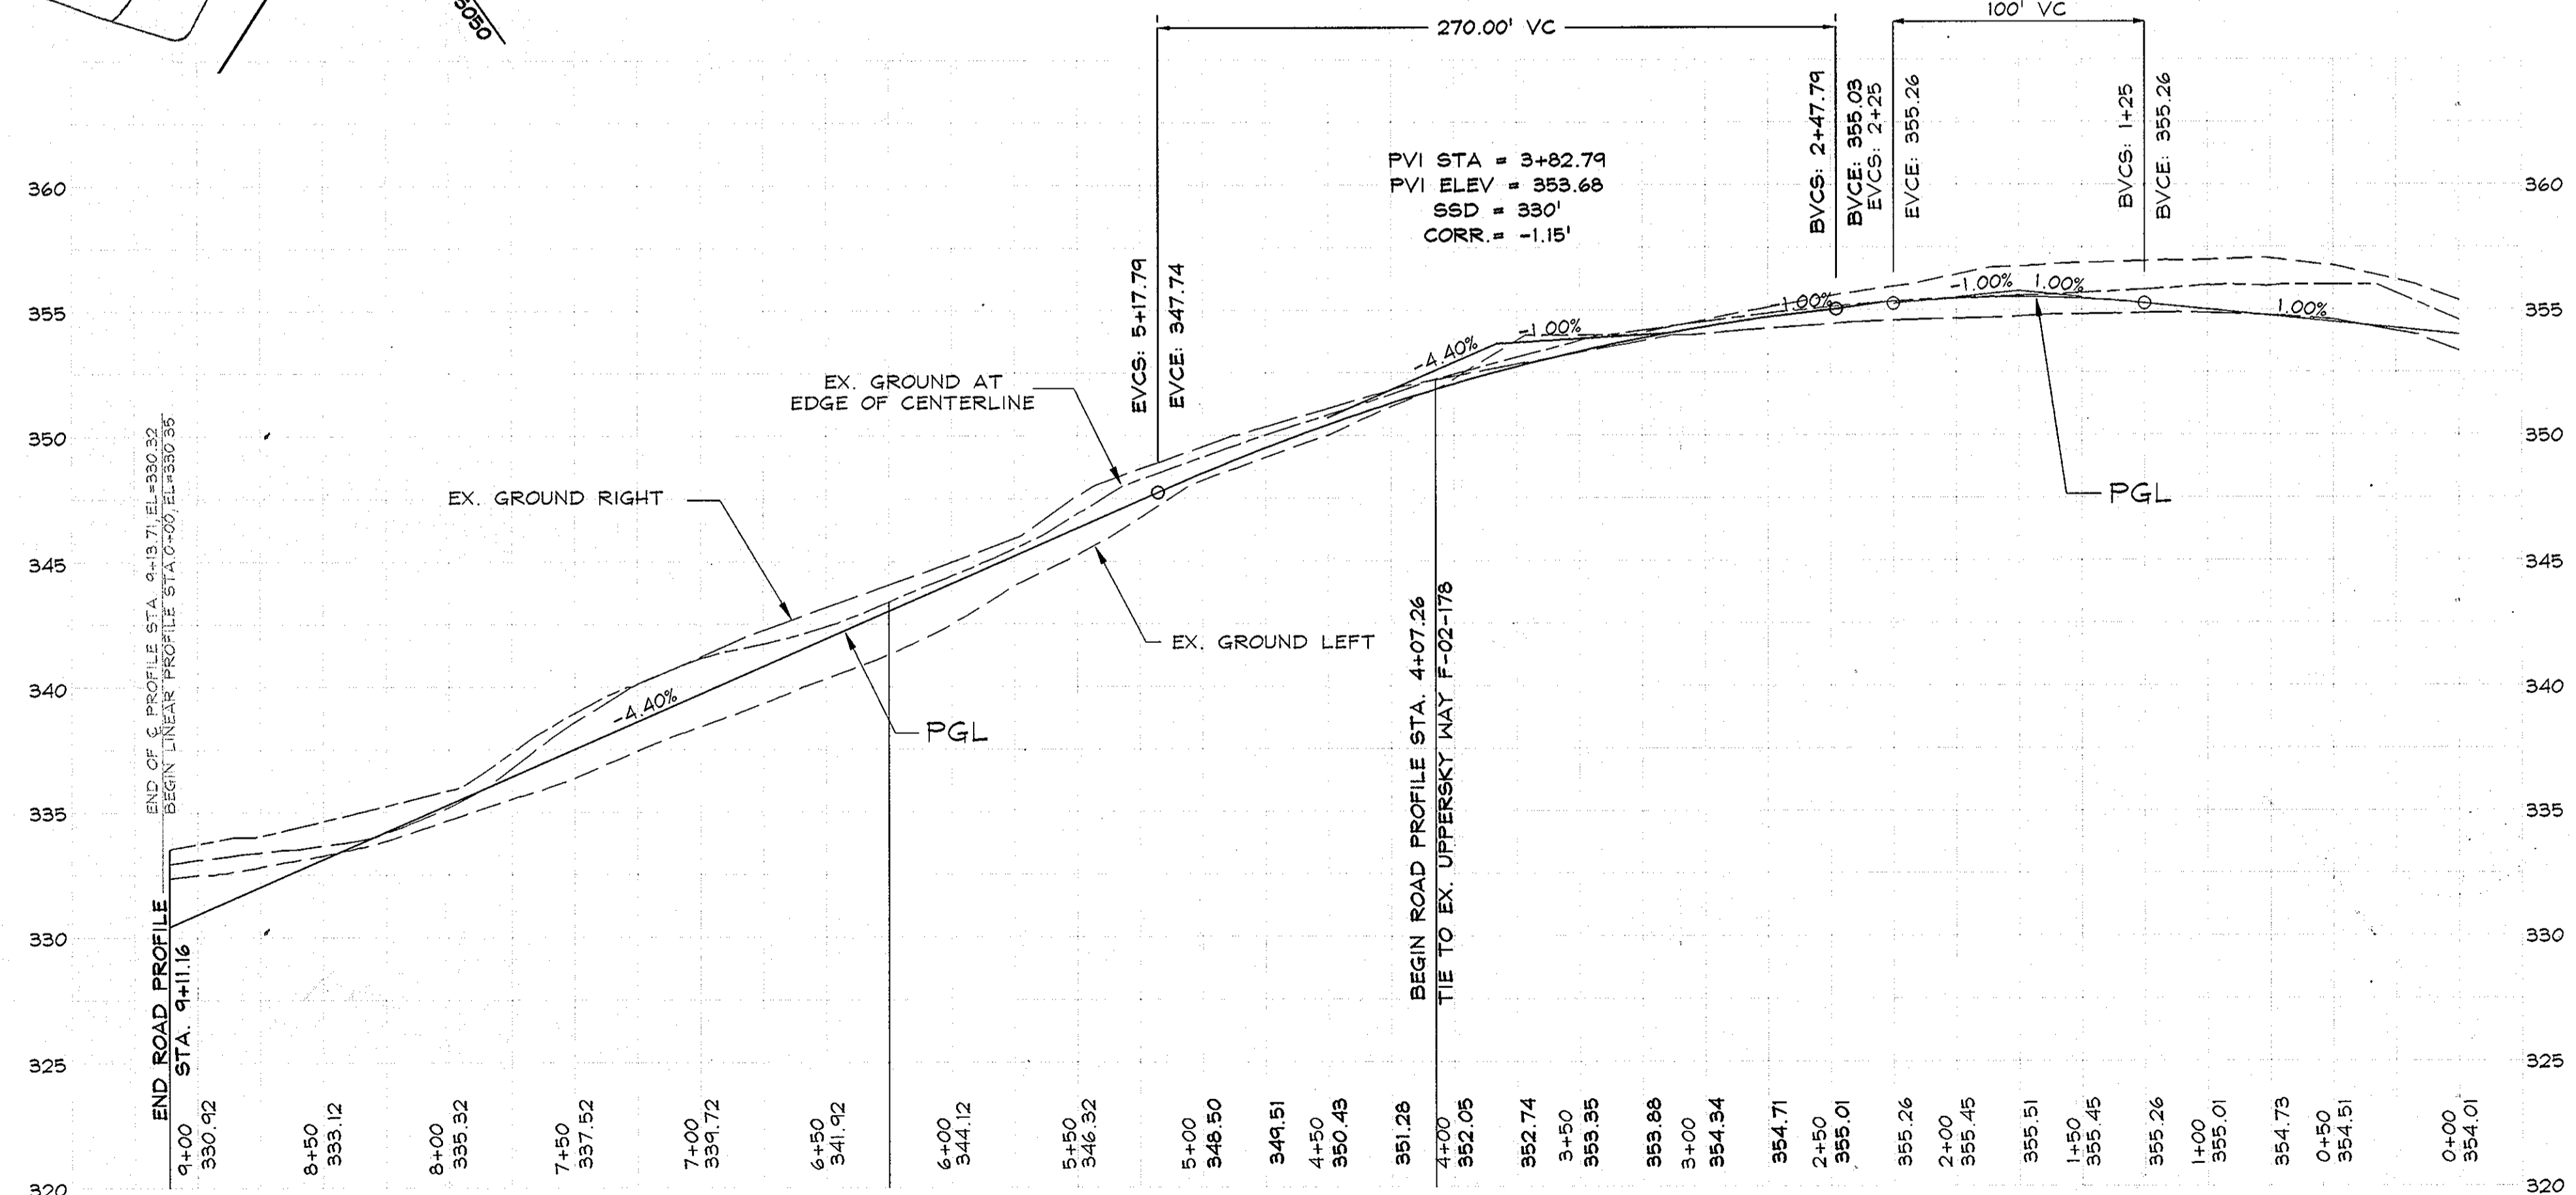 5050
270.00' VC
100' VC
BVCS: 2+47.79
BVCE: 355.03
EVCS: 2+25
EVCE: 355.26
BVCS: 1+25
BVCE: 355.26
PVI STA = 3+82.79
PVI ELEV = 353.68
SSD = 330'
CORR.= -1.15'
EVCS: 5+17.79
EVCE: 347.74
360
360
355
355
350
350
345
345
340
340
335
335
330
330
325
325
320
320
-1.00%
1.00%
1.00%
-1.00%
-1.00%
-4.40%
EX. GROUND AT
EDGE OF CENTERLINE
EX. GROUND RIGHT
PGL
EX. GROUND LEFT
-4.40%
PGL
END OF ℄ PROFILE STA. 9+13.71, EL=330.32
BEGIN LINEAR PROFILE STA.0+00, EL=330.35
END ROAD PROFILE
STA. 9+11.16
BEGIN ROAD PROFILE STA. 4+07.26
TIE TO EX. UPPERSKY WAY F-02-178
9+00
330.92
8+50
333.12
8+00
335.32
7+50
337.52
7+00
339.72
6+50
341.92
6+00
344.12
5+50
346.32
5+00
348.50
349.51
4+50
350.43
351.28
4+00
352.05
352.74
3+50
353.35
353.88
3+00
354.34
354.71
2+50
355.01
355.26
2+00
355.45
355.51
1+50
355.45
355.26
1+00
355.01
354.73
0+50
354.51
0+00
354.01